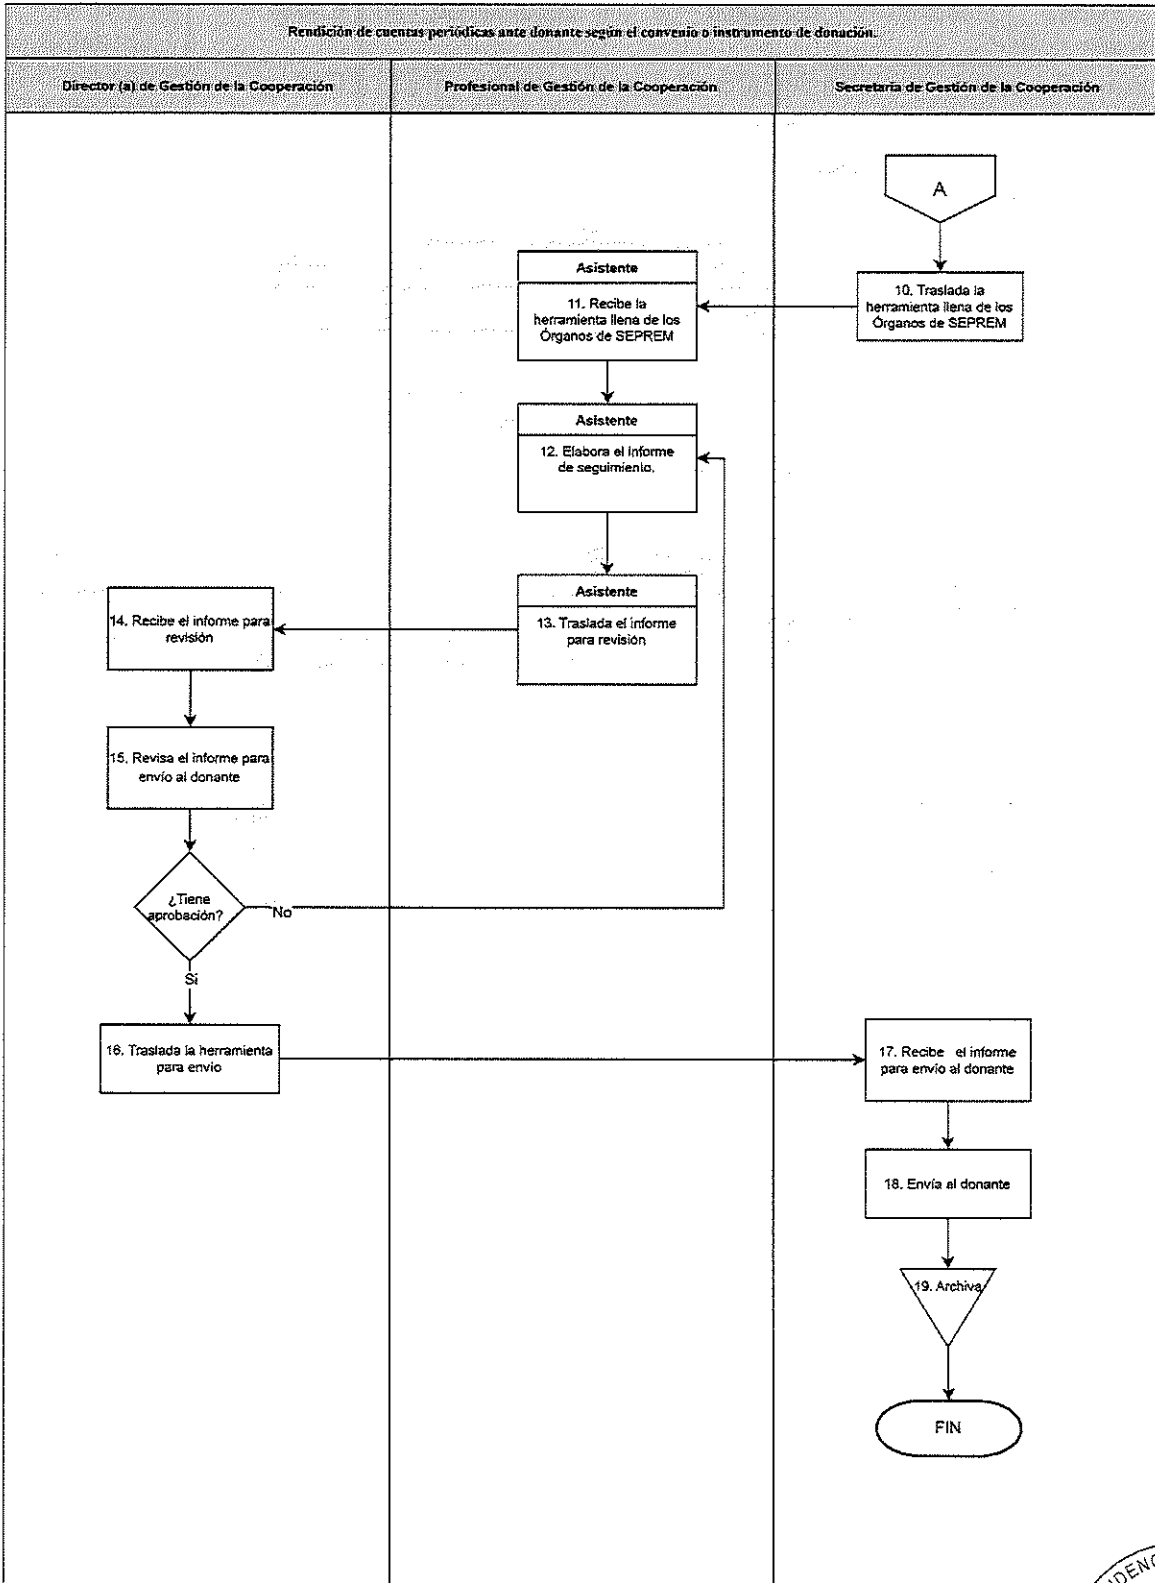 Rendición de cuentas periódicas ante donante según el convenio o instrumento de donación.
Director (a) de Gestión de la Cooperación
Profesional de Gestión de la Cooperación
Secretaria de Gestión de la Cooperación
A
10. Traslada la
herramienta llena de los
Órganos de SEPREM
Asistente
11. Recibe la
herramienta llena de los
Órganos de SEPREM
Asistente
12. Elabora el informe
de seguimiento.
Asistente
13. Traslada el informe
para revisión
14. Recibe el informe para
revisión
15. Revisa el informe para
envío al donante
¿Tiene
aprobación?
No
Si
16. Traslada la herramienta
para envio
17. Recibe el informe
para envío al donante
18. Envía al donante
19. Archiva
FIN